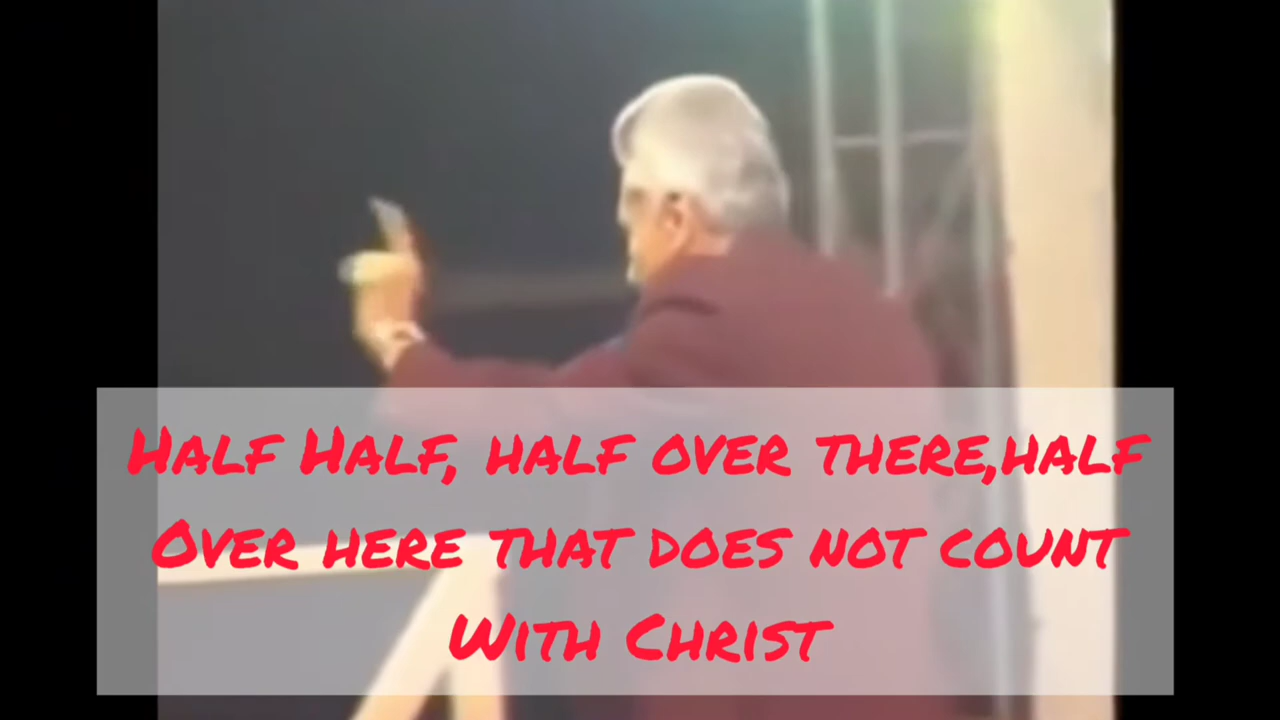 Half Half, half over there,half
Over here that does not count
With Christ